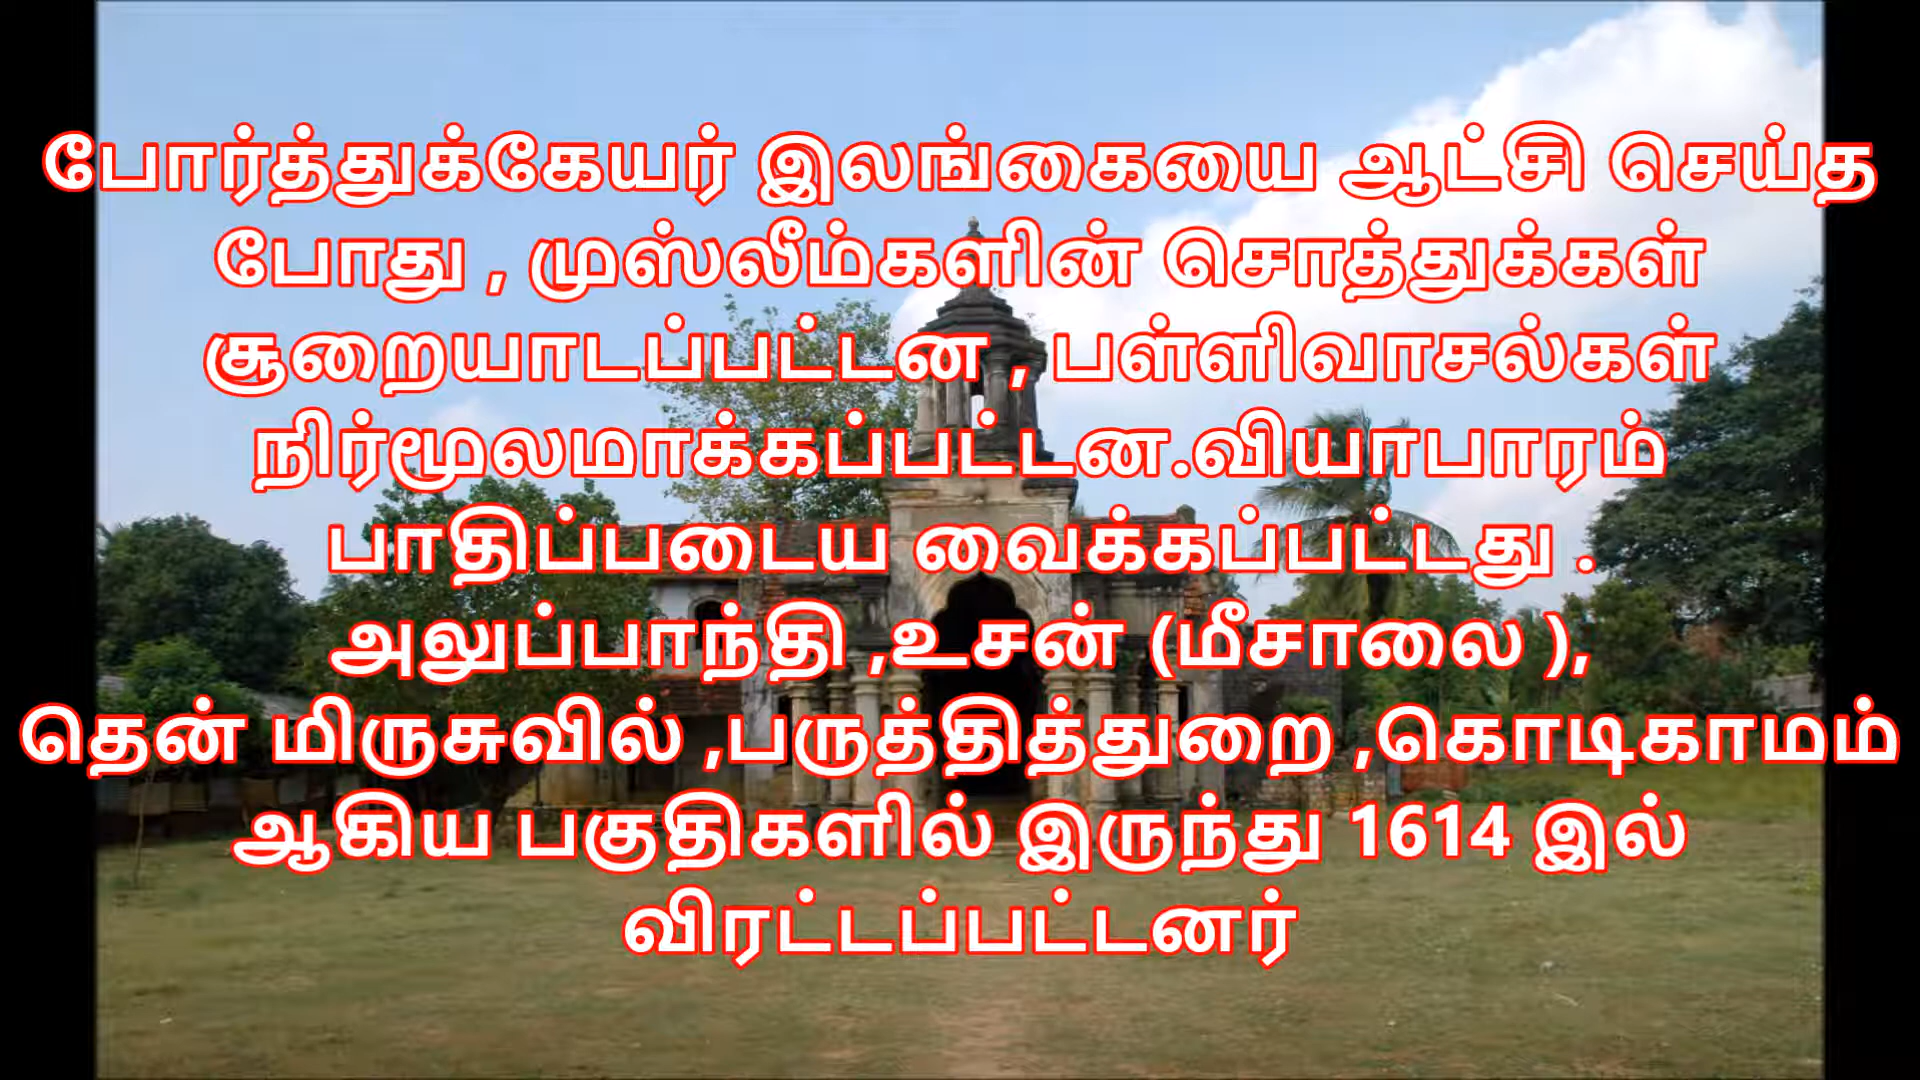 போர்த்துக்கேயர் இலங்கையை ஆட்சி செய்த
போது , முஸ்லீம்களின் சொத்துக்கள்
சூறையாடப்பட்டன , பள்ளிவாசல்கள்
நிர்மூலமாக்கப்பட்டன.வியாபாரம்
பாதிப்படைய வைக்கப்பட்டது .
அலுப்பாந்தி ,உசன் (மீசாலை ),
தென் மிருசுவில் ,பருத்தித்துறை ,கொடிகாமம்
ஆகிய பகுதிகளில் இருந்து 1614 இல்
விரட்டப்பட்டனர்